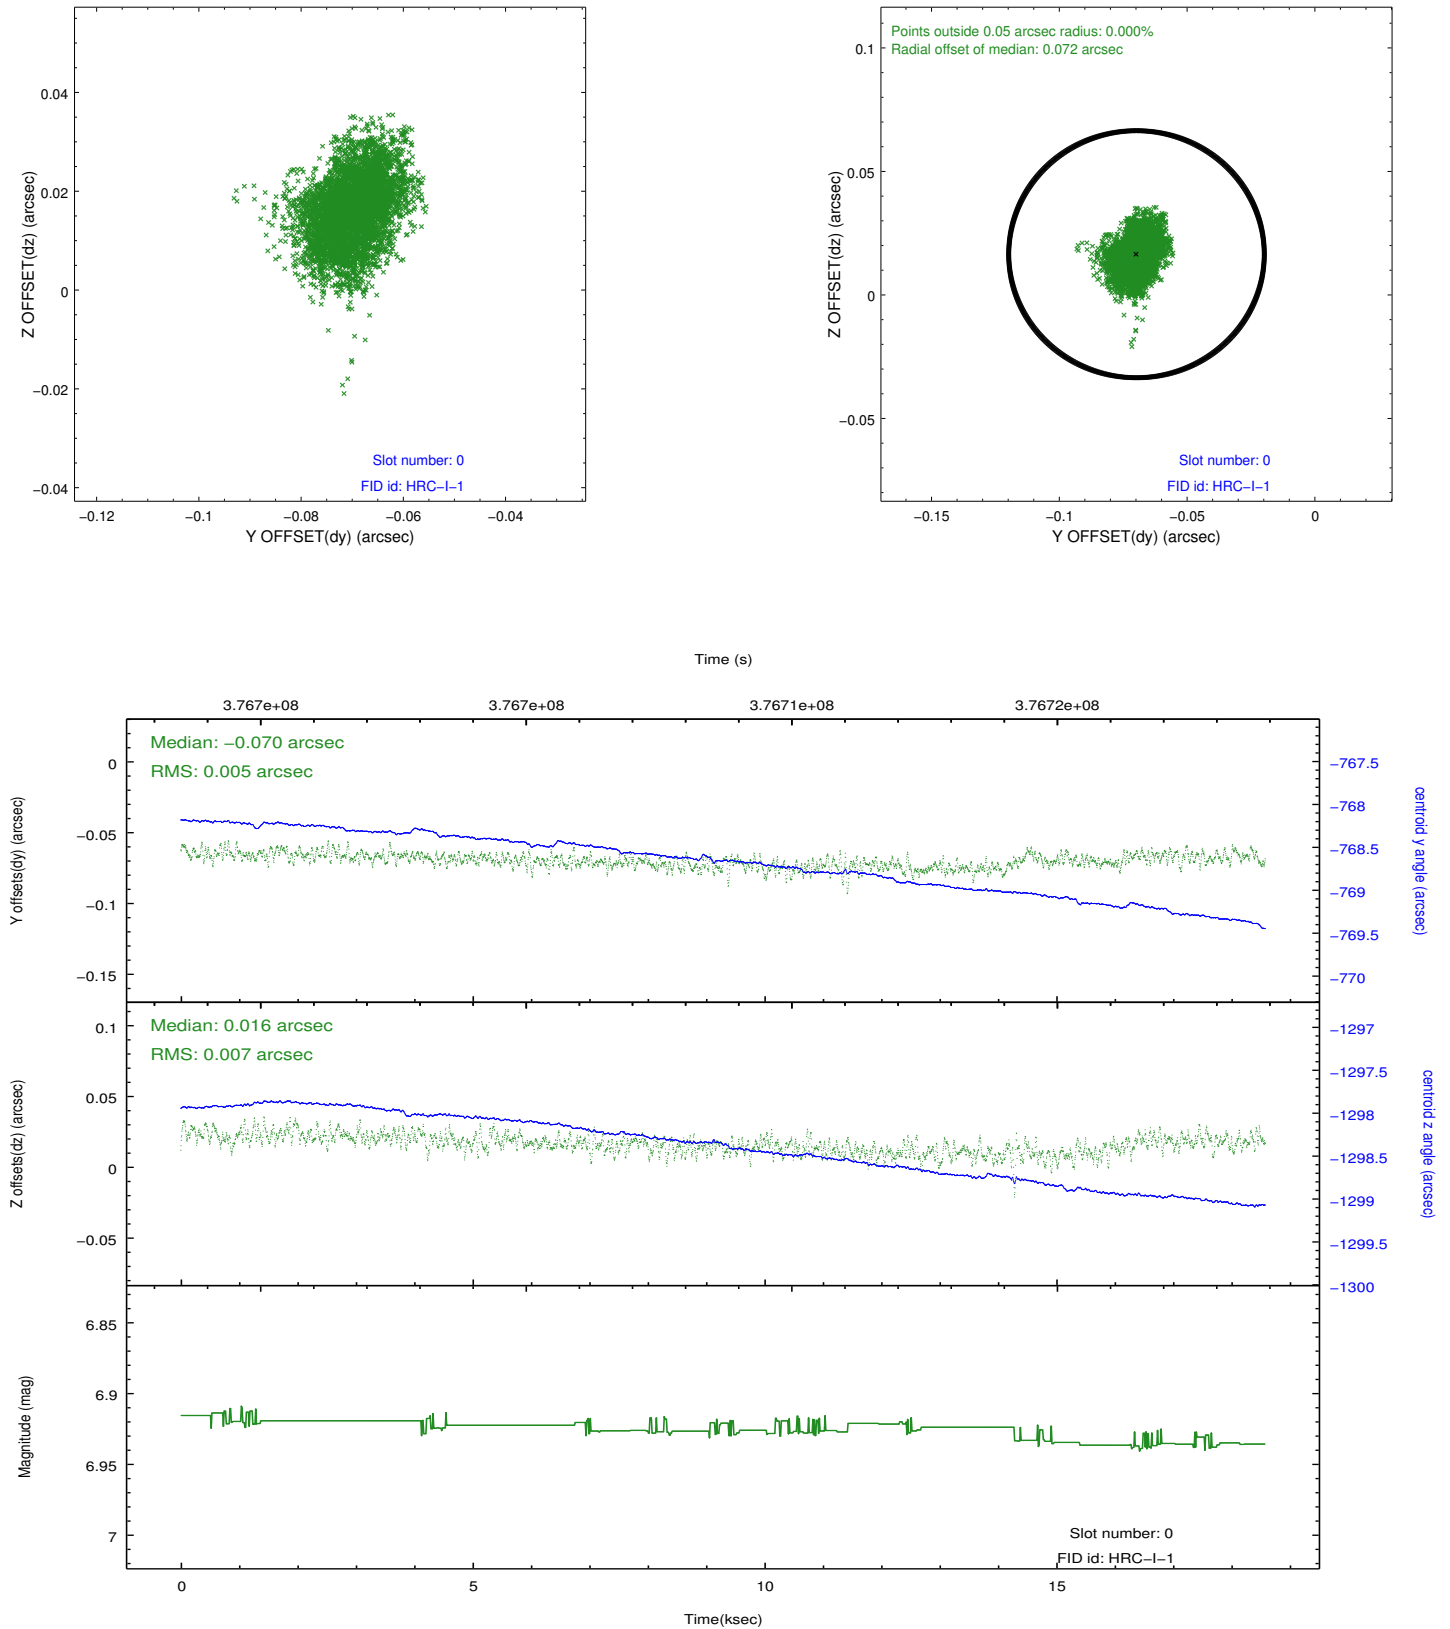 0.04
0.02
0
−0.02
−0.04
Z OFFSET(dz) (arcsec)
Slot number: 0
FID id: HRC−I−1
−0.12 −0.1 −0.08 −0.06 −0.04
Y OFFSET(dy) (arcsec)
Points outside 0.05 arcsec radius: 0.000%
Radial offset of median: 0.072 arcsec
0.1
0.05
0
−0.05
Z OFFSET(dz) (arcsec)
Slot number: 0
FID id: HRC−I−1
−0.15 −0.1 −0.05 0
Y OFFSET(dy) (arcsec)
Time (s)
3.767e+08 3.767e+08 3.7671e+08 3.7672e+08
Median: −0.070 arcsec
RMS: 0.005 arcsec
0
−0.05
−0.1
−0.15
Y offsets(dy) (arcsec)
−767.5
−768
−768.5
−769
−769.5
−770
centroid y angle (arcsec)
Median: 0.016 arcsec
RMS: 0.007 arcsec
0.1
0.05
0
−0.05
Z offsets(dz) (arcsec)
−1297
−1297.5
−1298
−1298.5
−1299
−1299.5
−1300
centroid z angle (arcsec)
6.85
6.9
6.95
7
Magnitude (mag)
Slot number: 0
FID id: HRC−I−1
0 5 10 15
Time(ksec)